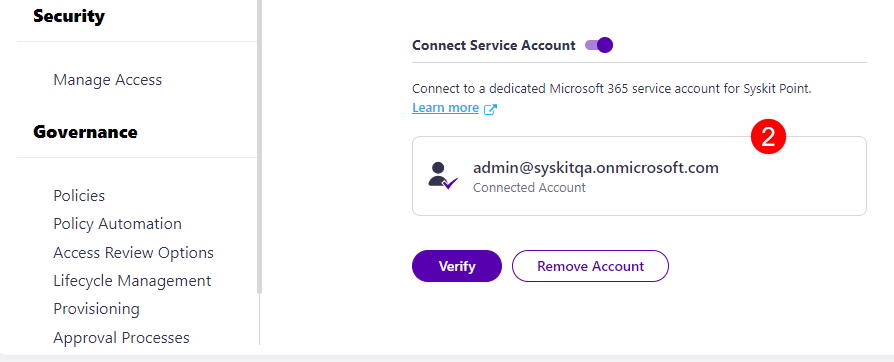 Security
Manage Access
Governance
Policies
Policy Automation
Access Review Options
Lifecycle Management
Provisioning
Approval Processes
Connect Service Account
Connect to a dedicated Microsoft 365 service account for Syskit Point.
Learn more
2
admin@syskitqa.onmicrosoft.com
Connected Account
Verify
Remove Account